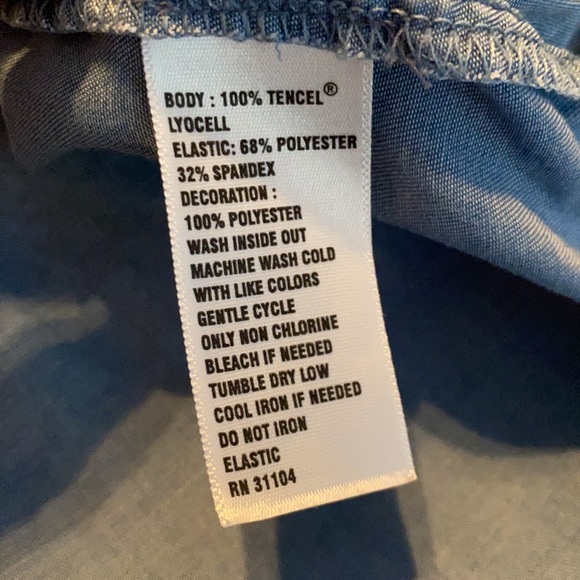 BODY : 100% TENCEL®
LYOCELL
ELASTIC: 68% POLYESTER
32% SPANDEX
DECORATION :
100% POLYESTER
WASH INSIDE OUT
MACHINE WASH COLD
WITH LIKE COLORS
GENTLE CYCLE
ONLY NON CHLORINE
BLEACH IF NEEDED
TUMBLE DRY LOW
COOL IRON IF NEEDED
DO NOT IRON
ELASTIC
RN 31104